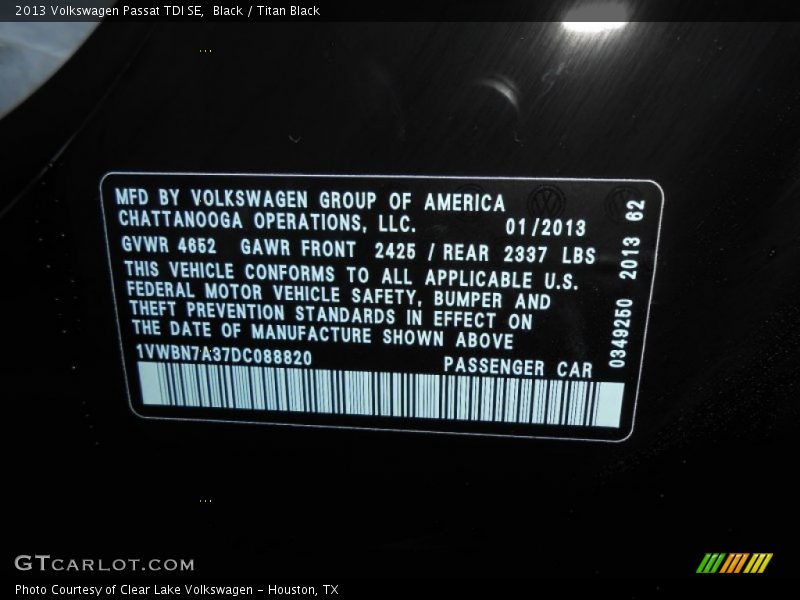 2013 Volkswagen Passat TDI SE,  Black / Titan Black
MFD BY VOLKSWAGEN GROUP OF AMERICA
CHATTANOOGA OPERATIONS, LLC.
01/2013
GVWR 4652  GAWR FRONT  2425 / REAR 2337 LBS
THIS VEHICLE CONFORMS TO ALL APPLICABLE U.S.
FEDERAL MOTOR VEHICLE SAFETY, BUMPER AND
THEFT PREVENTION STANDARDS IN EFFECT ON
THE DATE OF MANUFACTURE SHOWN ABOVE
1VWBN7A37DC088820
PASSENGER CAR
0349250  2013  62
GTCARLOT.COM
Photo Courtesy of Clear Lake Volkswagen - Houston, TX